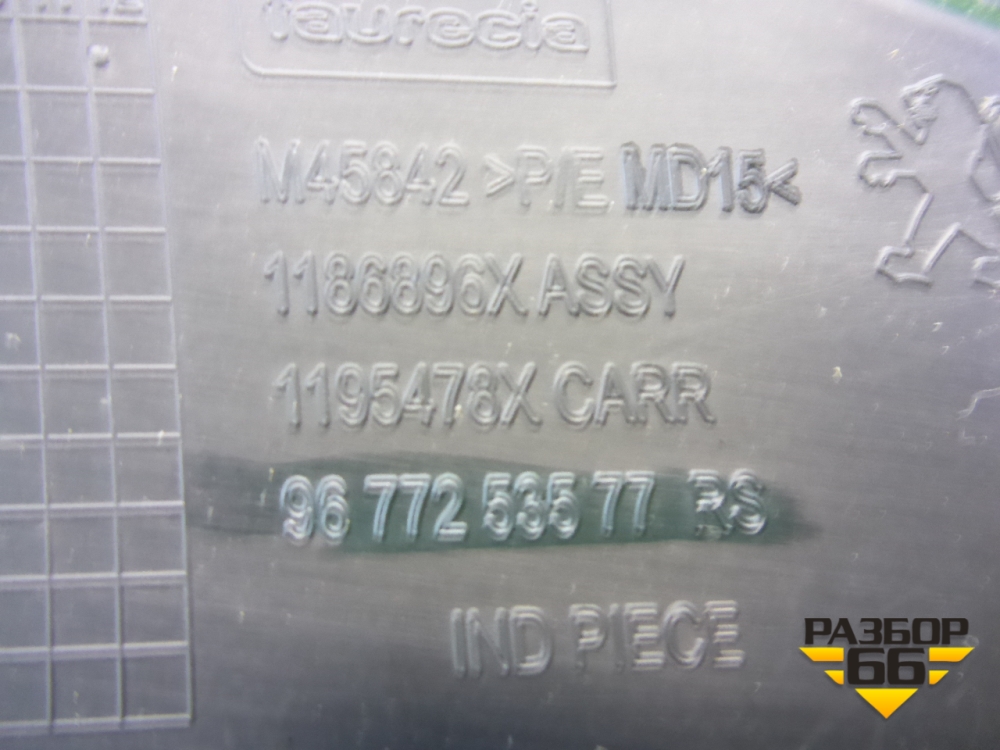 faurecia
M45842 >P/E MD15<
1186896X ASSY
1195478X CARR
96 772 535 77 RS
IND PIECE
РАЗБОР
66